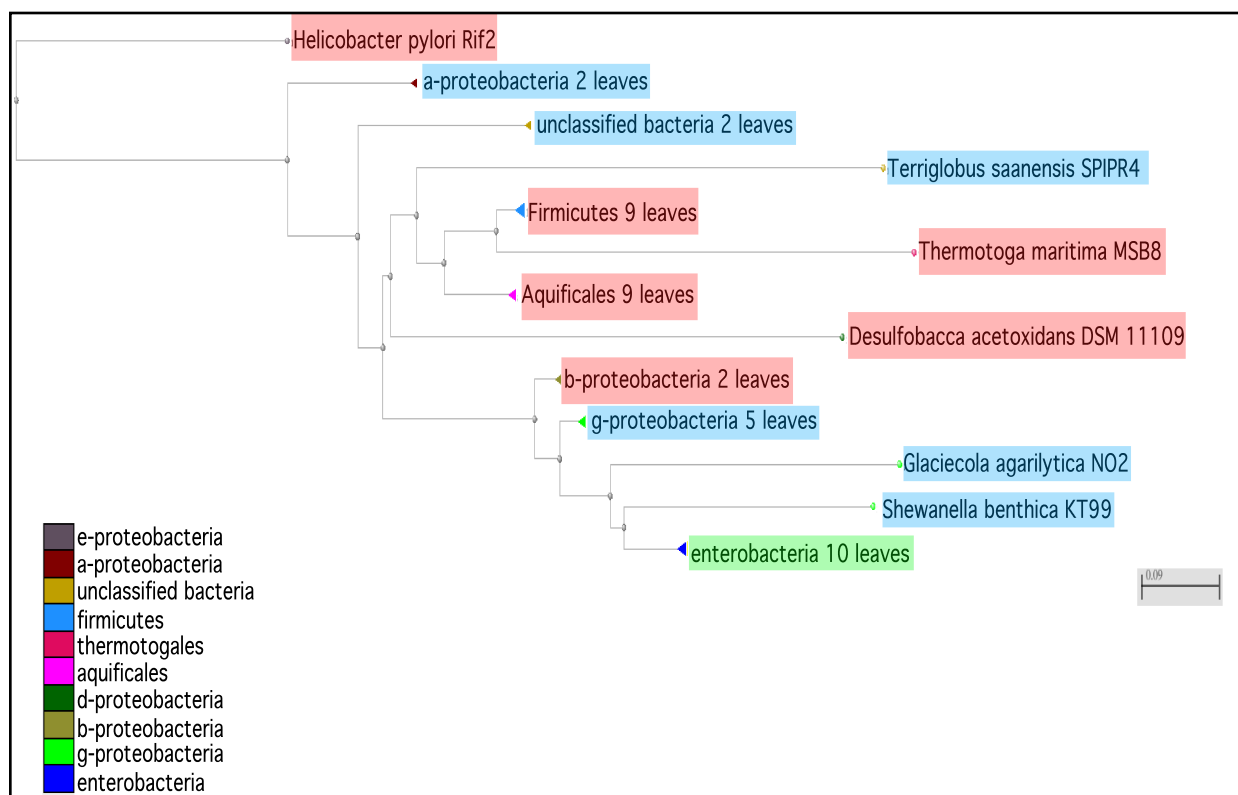 Helicobacter pylori Rif2
a-proteobacteria 2 leaves
unclassified bacteria 2 leaves
Terriglobus saanensis SPIPR4
Firmicutes 9 leaves
Thermotoga maritima MSB8
Aquificales 9 leaves
Desulfobacca acetoxidans DSM 11109
b-proteobacteria 2 leaves
g-proteobacteria 5 leaves
Glaciecola agarilytica NO2
Shewanella benthica KT99
enterobacteria 10 leaves
0.09
e-proteobacteria
a-proteobacteria
unclassified bacteria
firmicutes
thermotogales
aquificales
d-proteobacteria
b-proteobacteria
g-proteobacteria
enterobacteria